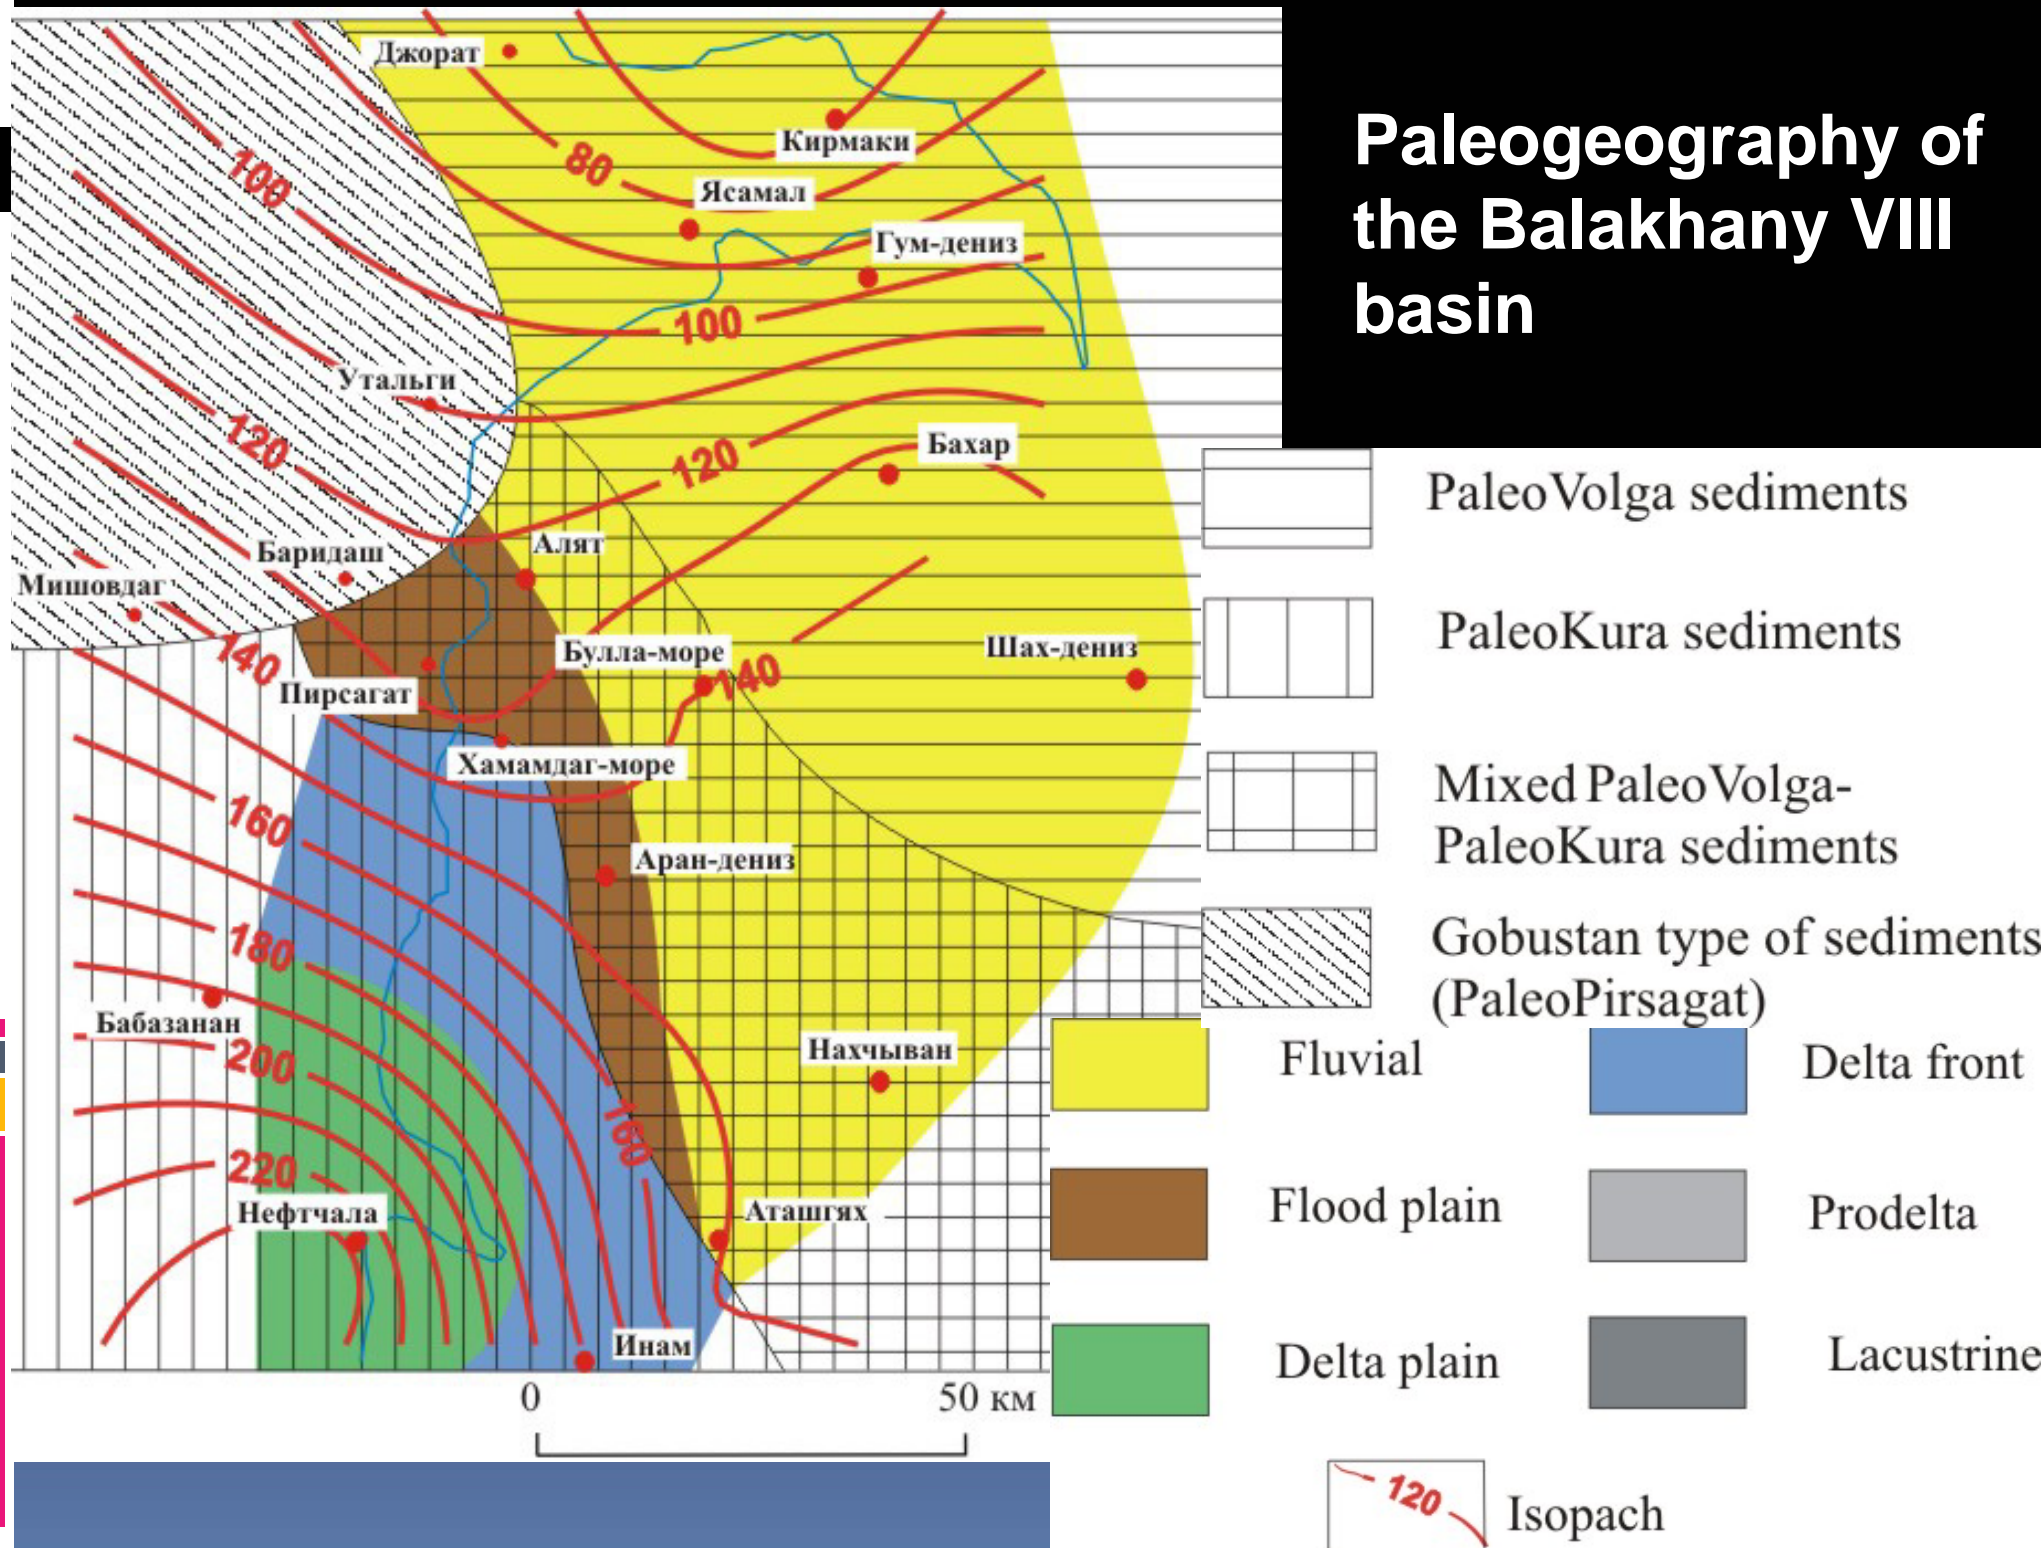 Paleogeography of
the Balakhany VIII
basin
Джорат
Кирмаки
80
100
Ясамал
Гум-дениз
100
Утальги
120
120
Бахар
Алят
Баридаш
Мишовдаг
140
Булла-море
140
Шах-дениз
Пирсагат
Хамамдаг-море
160
Аран-дениз
180
Бабазанан
200
Нахчыван
160
220
Нефтчала
Аташгях
Инам
0 50 км
PaleoVolga sediments
PaleoKura sediments
Mixed PaleoVolga-
PaleoKura sediments
Gobustan type of sediments
(PaleoPirsagat)
Fluvial
Delta front
Flood plain
Prodelta
Delta plain
Lacustrine
120
Isopach